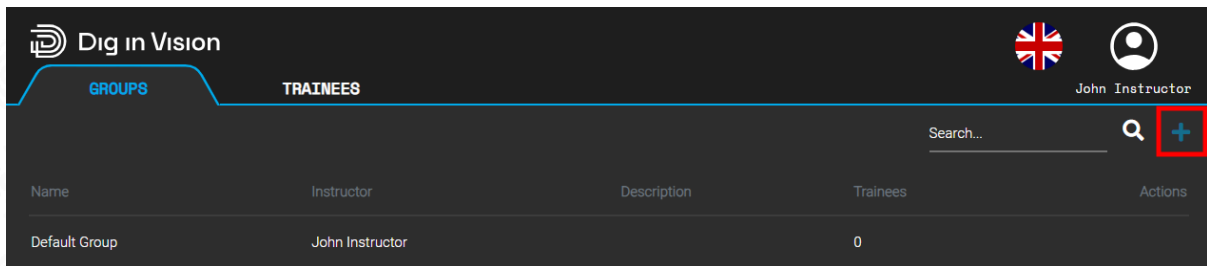 Dig in Vision
GROUPS TRAINEES
John Instructor
Search...
Name Instructor Description Trainees Actions
Default Group John Instructor 0